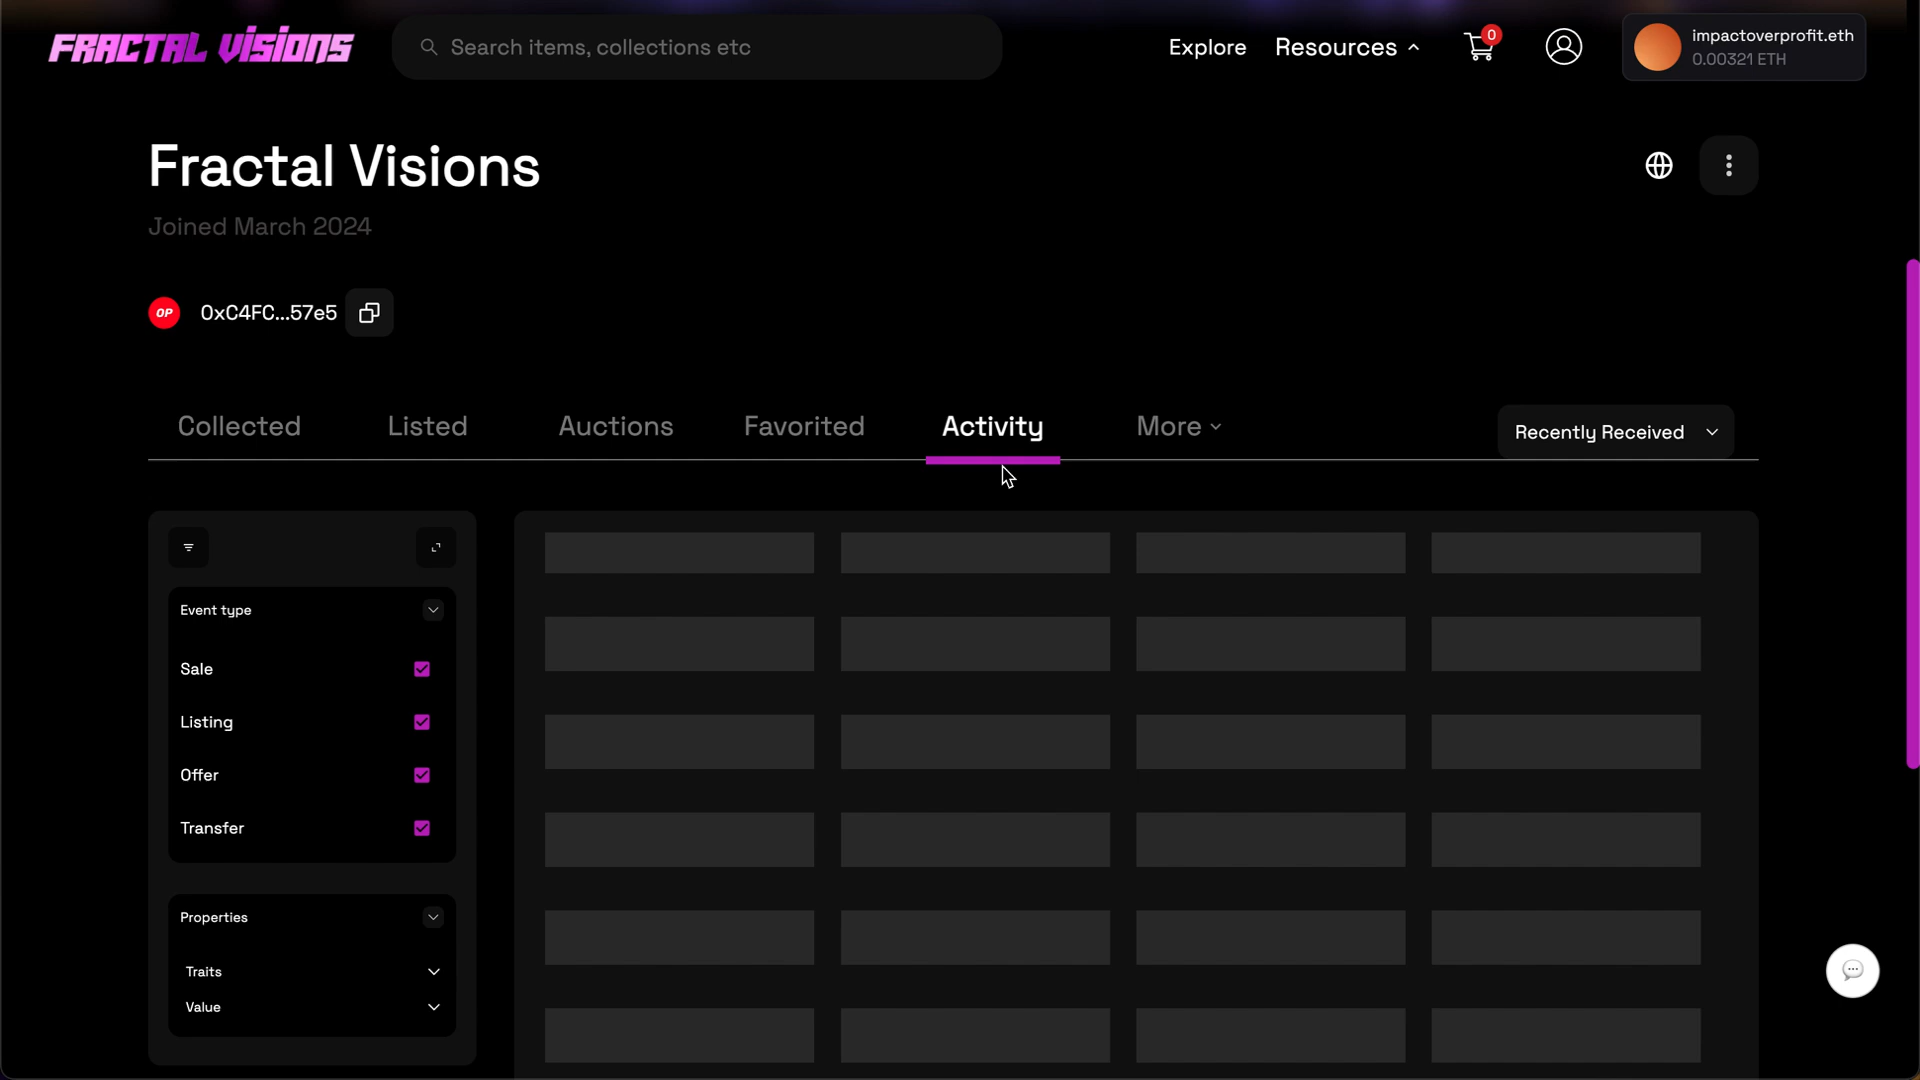 FRACTAL VISIONS
Search items, collections etc
Explore
Resources
0
impactoverprofit.eth
0.00321 ETH
Fractal Visions
Joined March 2024
OP
0xC4FC...57e5
Collected
Listed
Auctions
Favorited
Activity
More
Recently Received
Event type
Sale
Listing
Offer
Transfer
Properties
Traits
Value